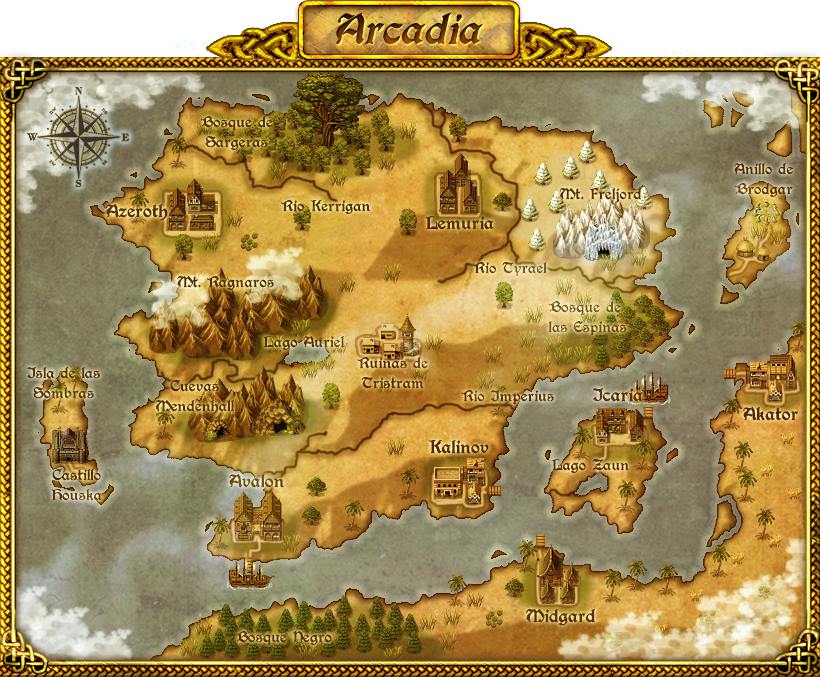 Arcadia
N
W E
S
Bosque de
Sargeras
Anillo de
Brodgar
Mt. Freljord
Azeroth
Rio Kerrigan
Lemuria
Rio Tyrael
Mt. Ragnaros
Bosque de
las Espinas
Lago Auriel
Ruinas de
Tristram
Isla de las
Sombras
Cuevas
Mendenhall
Rio Imperius
Icaria
Akator
Kalinov
Lago Zaun
Castillo
Houska
Avalon
Midgard
Bosque Negro